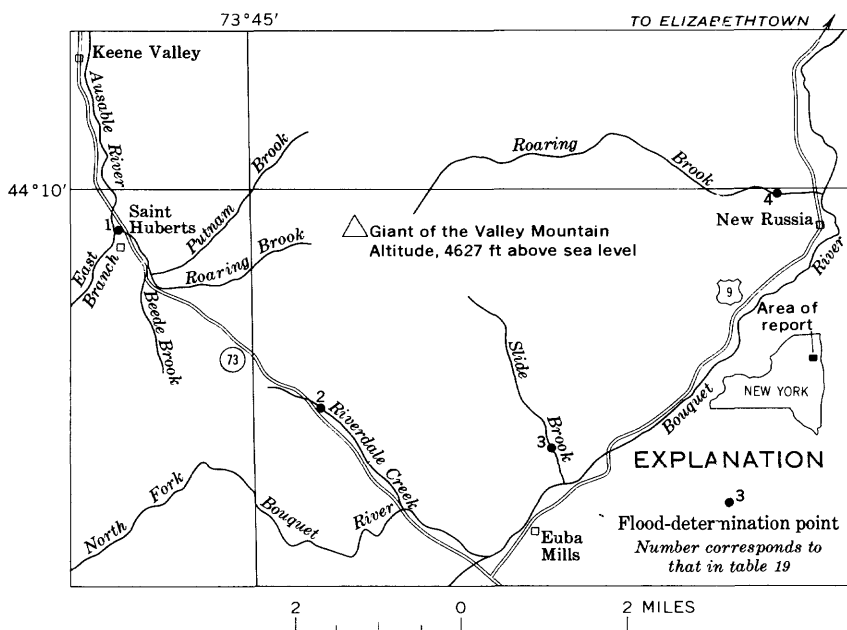 73°45'
TO ELIZABETHTOWN
Keene Valley
Ausable River
Roaring Brook
Putnam Brook
44°10'
4
1
Saint
Huberts
New Russia
Giant of the Valley Mountain
Altitude, 4627 ft above sea level
East
Branch
Roaring Brook
River
9
Beede Brook
Area of
report
Slide
73
NEW YORK
2
Bouquet
Riverdale Creek
3
Brook
EXPLANATION
North Fork Bouquet River
3
Flood-determination point
Number corresponds to
that in table 19
Euba
Mills
2 0 2 MILES